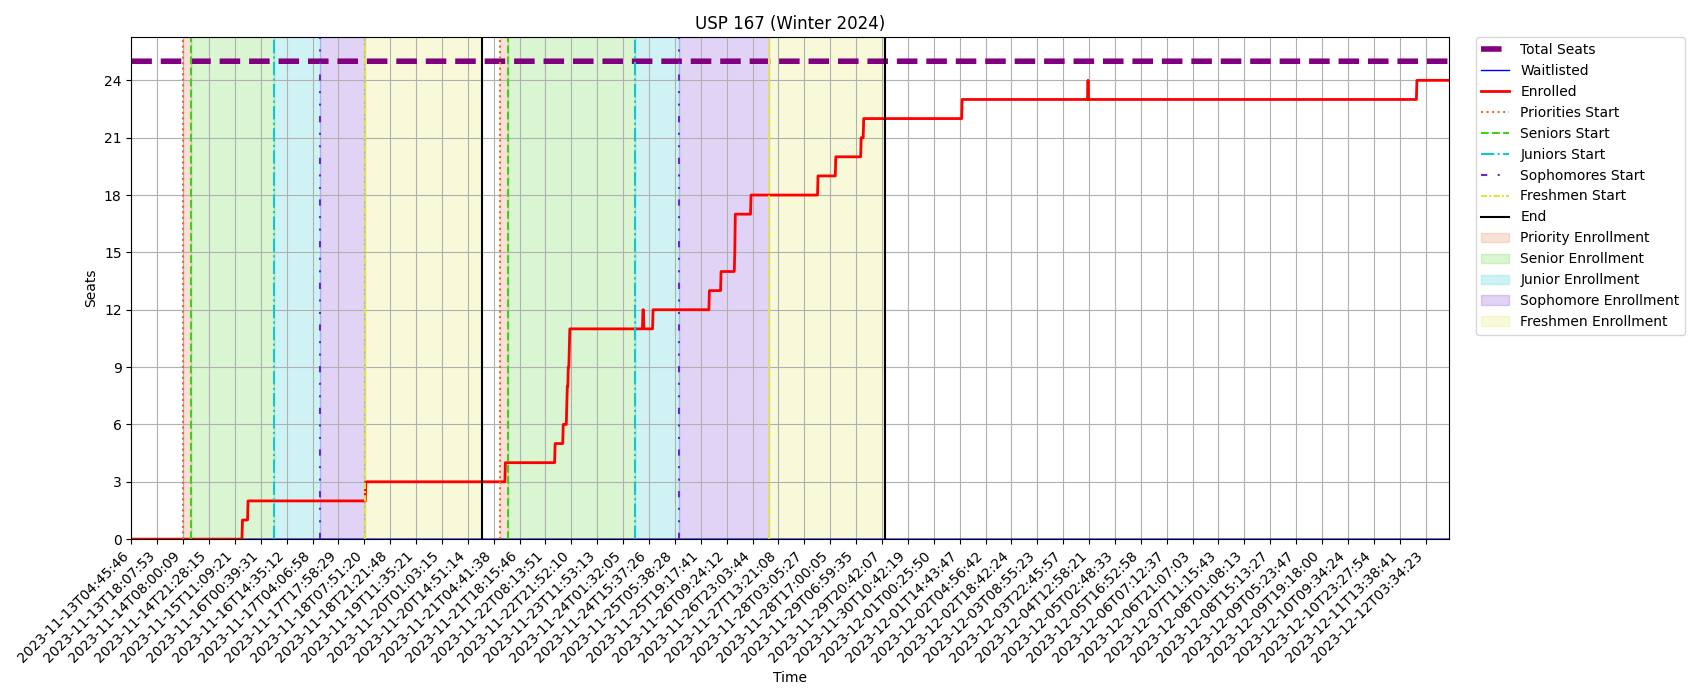 USP 167 (Winter 2024)
Total Seats
Waitlisted
Enrolled
Priorities Start
Seniors Start
Juniors Start
Sophomores Start
Freshmen Start
End
Priority Enrollment
Senior Enrollment
Junior Enrollment
Sophomore Enrollment
Freshmen Enrollment
Seats
24
21
18
15
12
9
6
3
0
2023-11-13T04:45:46
2023-11-13T18:07:53
2023-11-14T08:00:09
2023-11-14T21:28:15
2023-11-15T11:09:21
2023-11-16T00:39:31
2023-11-16T14:35:12
2023-11-17T04:06:58
2023-11-17T17:58:29
2023-11-18T07:51:20
2023-11-18T21:21:48
2023-11-19T11:35:21
2023-11-20T01:03:15
2023-11-20T14:51:14
2023-11-21T04:41:38
2023-11-21T18:15:46
2023-11-22T08:13:51
2023-11-22T21:52:10
2023-11-23T11:53:13
2023-11-24T01:32:05
2023-11-24T15:37:26
2023-11-25T05:38:28
2023-11-25T19:17:41
2023-11-26T09:24:12
2023-11-26T23:03:44
2023-11-27T13:21:08
2023-11-28T03:05:27
2023-11-28T17:00:05
2023-11-29T06:59:35
2023-11-29T20:42:07
2023-11-30T10:42:19
2023-12-01T00:25:50
2023-12-01T14:43:47
2023-12-02T04:56:42
2023-12-02T18:42:24
2023-12-03T08:55:23
2023-12-03T22:45:57
2023-12-04T12:58:21
2023-12-05T02:48:33
2023-12-05T16:52:58
2023-12-06T07:12:37
2023-12-06T21:07:03
2023-12-07T11:15:43
2023-12-08T01:08:13
2023-12-08T15:13:27
2023-12-09T05:23:47
2023-12-09T19:18:00
2023-12-10T09:34:24
2023-12-10T23:27:54
2023-12-11T13:38:41
2023-12-12T03:34:23
Time